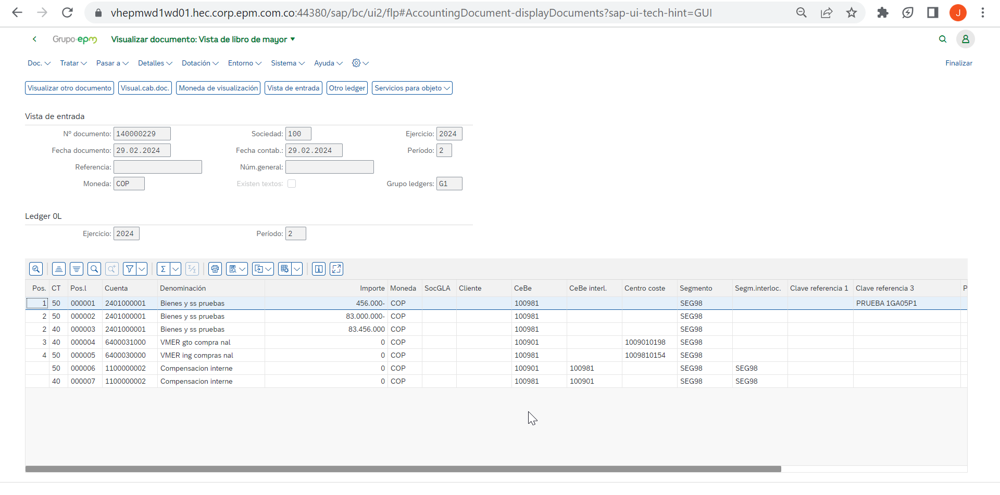 vhepmwd1wd01.hec.corp.epm.com.co:44380/sap/bc/ui2/flp#AccountingDocument-displayDocuments?sap-ui-tech-hint=GUI
J
Grupo·epm Visualizar documento: Vista de libro de mayor
Doc. Tratar Pasar a Detalles Dotación Entorno Sistema Ayuda Finalizar
Visualizar otro documento Visual.cab.doc. Moneda de visualización Vista de entrada Otro ledger Servicios para objeto
Vista de entrada
Nº documento: 140000229 Sociedad: 100 Ejercicio: 2024
Fecha documento: 29.02.2024 Fecha contab.: 29.02.2024 Período: 2
Referencia: Núm.general:
Moneda: COP Existen textos: Grupo ledgers: G1
Ledger 0L
Ejercicio: 2024 Período: 2
Pos. CT Pos.l Cuenta Denominación Importe Moneda SocGLA Cliente CeBe CeBe interl. Centro coste Segmento Segm.interloc. Clave referencia 1 Clave referencia 3 P
1 50 000001 2401000001 Bienes y ss pruebas 456.000- COP 100981 SEG98 PRUEBA 1GA05P1
2 50 000002 2401000001 Bienes y ss pruebas 83.000.000- COP 100981 SEG98
2 40 000003 2401000001 Bienes y ss pruebas 83.456.000 COP 100981 SEG98
3 40 000004 6400031000 VMER gto compra nal 0 COP 100901 1009010198 SEG98
4 50 000005 6400030000 VMER ing compras nal 0 COP 100981 1009810154 SEG98
50 000006 1100000002 Compensacion interne 0 COP 100901 100981 SEG98 SEG98
40 000007 1100000002 Compensacion interne 0 COP 100981 100901 SEG98 SEG98